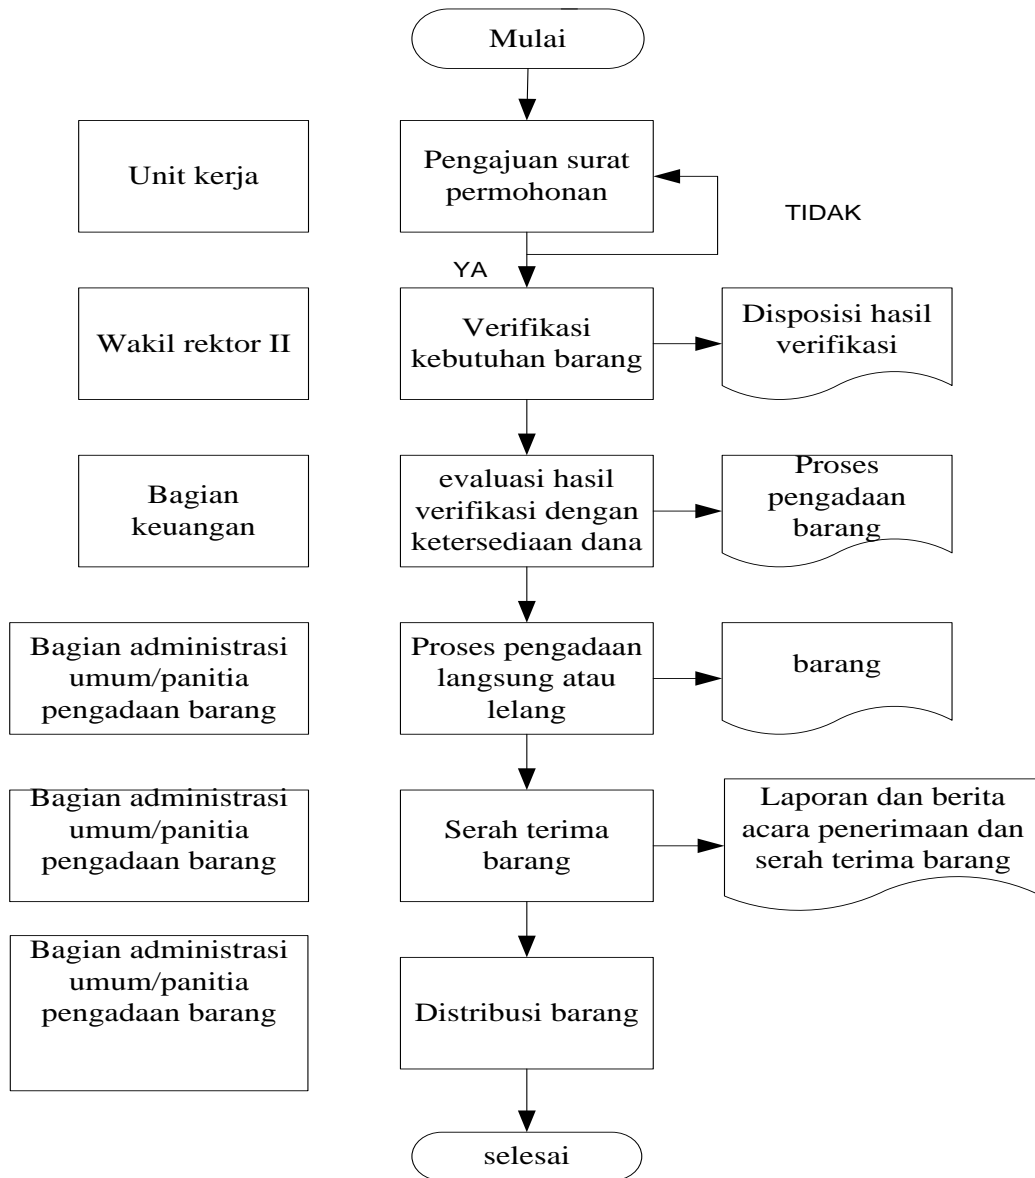 Mulai
Unit kerja
Pengajuan surat
permohonan
TIDAK
YA
Wakil rektor II
Verifikasi
kebutuhan barang
Disposisi hasil
verifikasi
Bagian
keuangan
evaluasi hasil
verifikasi dengan
ketersediaan dana
Proses
pengadaan
barang
Bagian administrasi
umum/panitia
pengadaan barang
Proses pengadaan
langsung atau
lelang
barang
Bagian administrasi
umum/panitia
pengadaan barang
Serah terima
barang
Laporan dan berita
acara penerimaan dan
serah terima barang
Bagian administrasi
umum/panitia
pengadaan barang
Distribusi barang
selesai